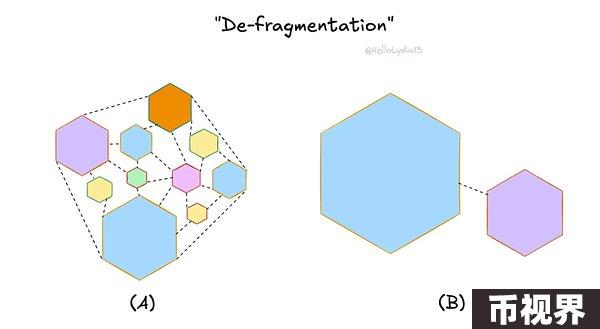 "De-fragmentation"
@HelloLydia13
(A)
(B)
币视界